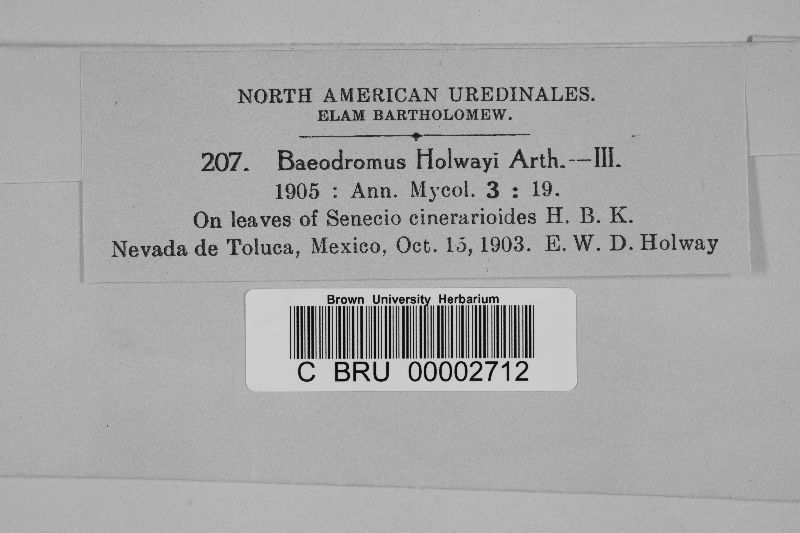 NORTH AMERICAN UREDINALES.
ELAM BARTHOLOMEW.
207. Baeodromus Holwayi Arth.—III.
1905 : Ann. Mycol. 3 : 19.
On leaves of Senecio cinerarioides H. B. K.
Nevada de Toluca, Mexico, Oct. 15, 1903. E. W. D. Holway
Brown University Herbarium
C BRU 00002712